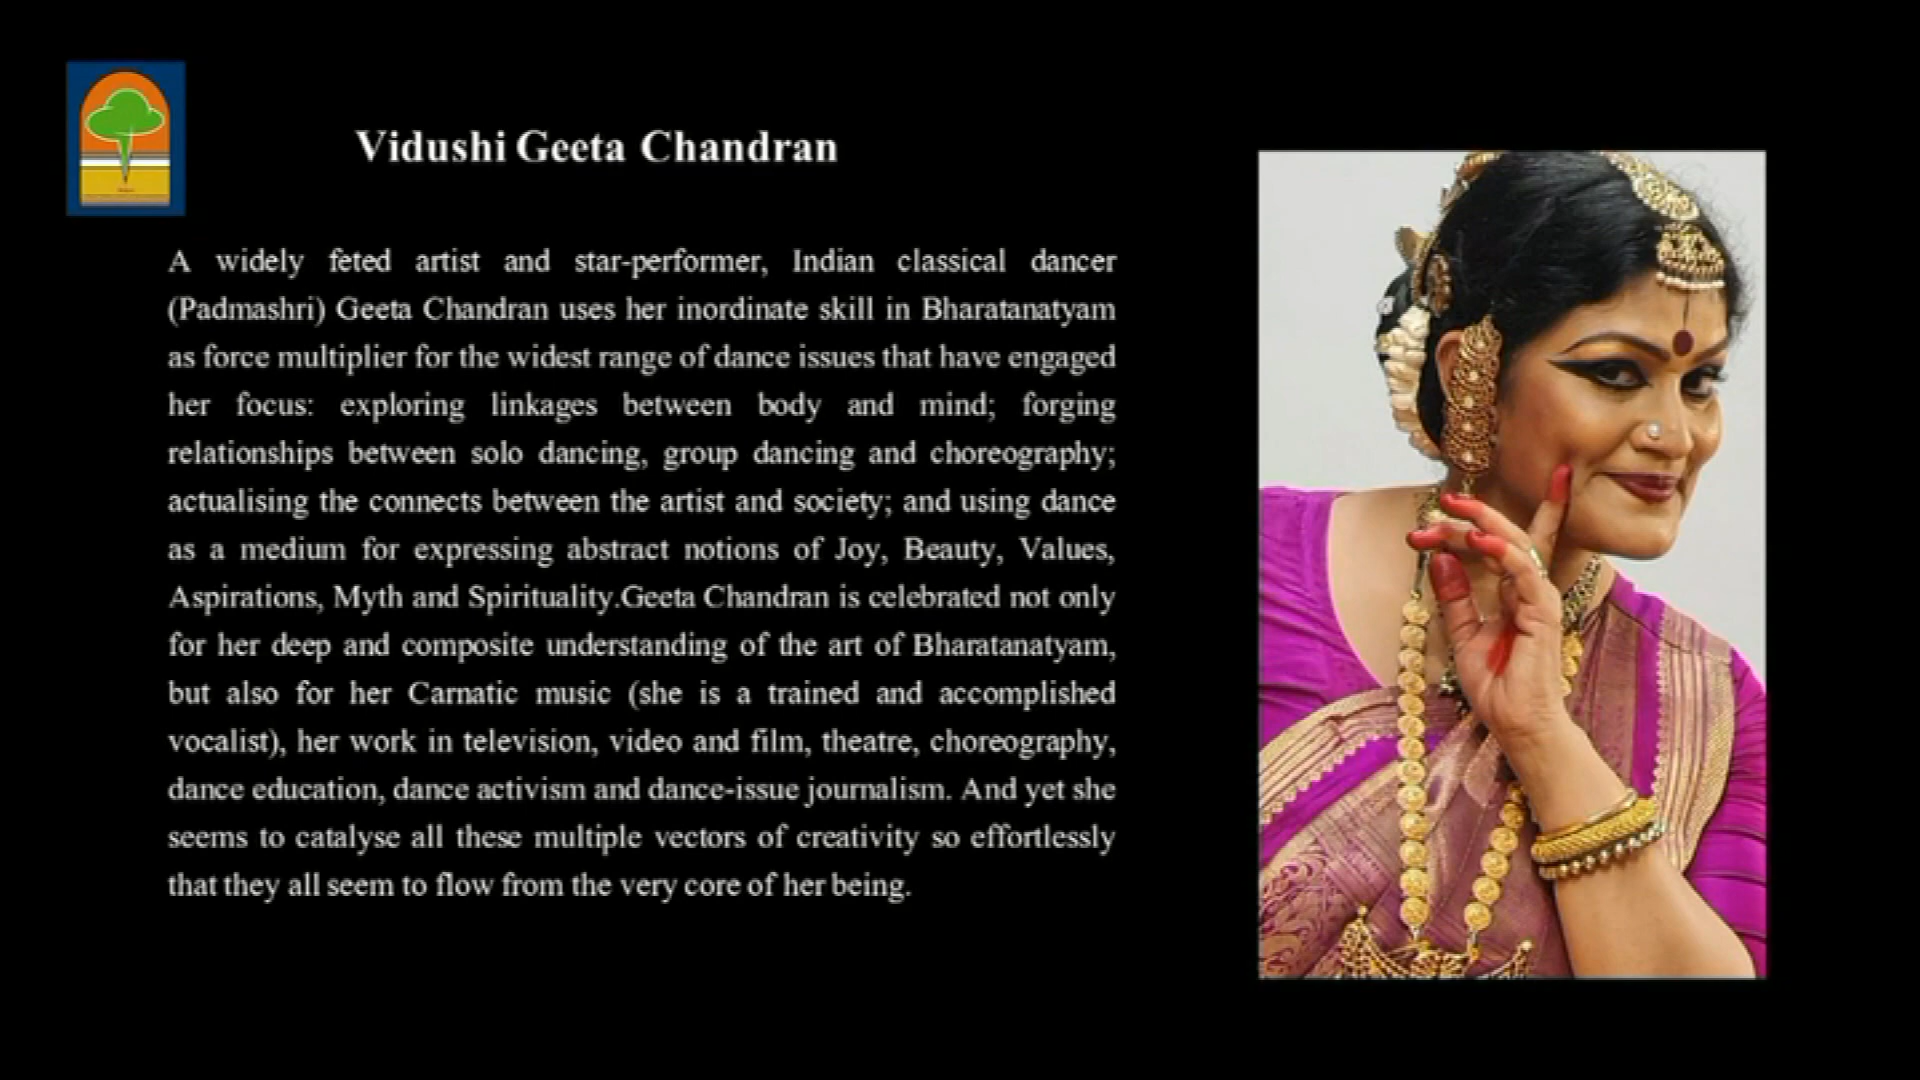 Vidushi Geeta Chandran
A widely feted artist and star-performer, Indian classical dancer
(Padmashri) Geeta Chandran uses her inordinate skill in Bharatanatyam
as force multiplier for the widest range of dance issues that have engaged
her focus: exploring linkages between body and mind; forging
relationships between solo dancing, group dancing and choreography;
actualising the connects between the artist and society; and using dance
as a medium for expressing abstract notions of Joy, Beauty, Values,
Aspirations, Myth and Spirituality.Geeta Chandran is celebrated not only
for her deep and composite understanding of the art of Bharatanatyam,
but also for her Carnatic music (she is a trained and accomplished
vocalist), her work in television, video and film, theatre, choreography,
dance education, dance activism and dance-issue journalism. And yet she
seems to catalyse all these multiple vectors of creativity so effortlessly
that they all seem to flow from the very core of her being.